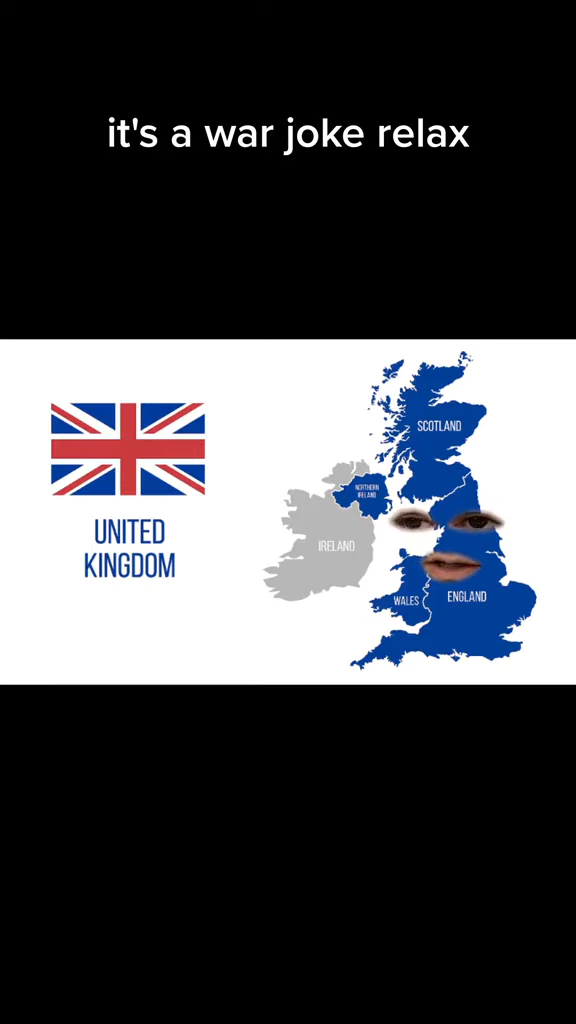 it's a war joke relax
UNITED
KINGDOM
SCOTLAND
NORTHERN
IRELAND
IRELAND
WALES
ENGLAND